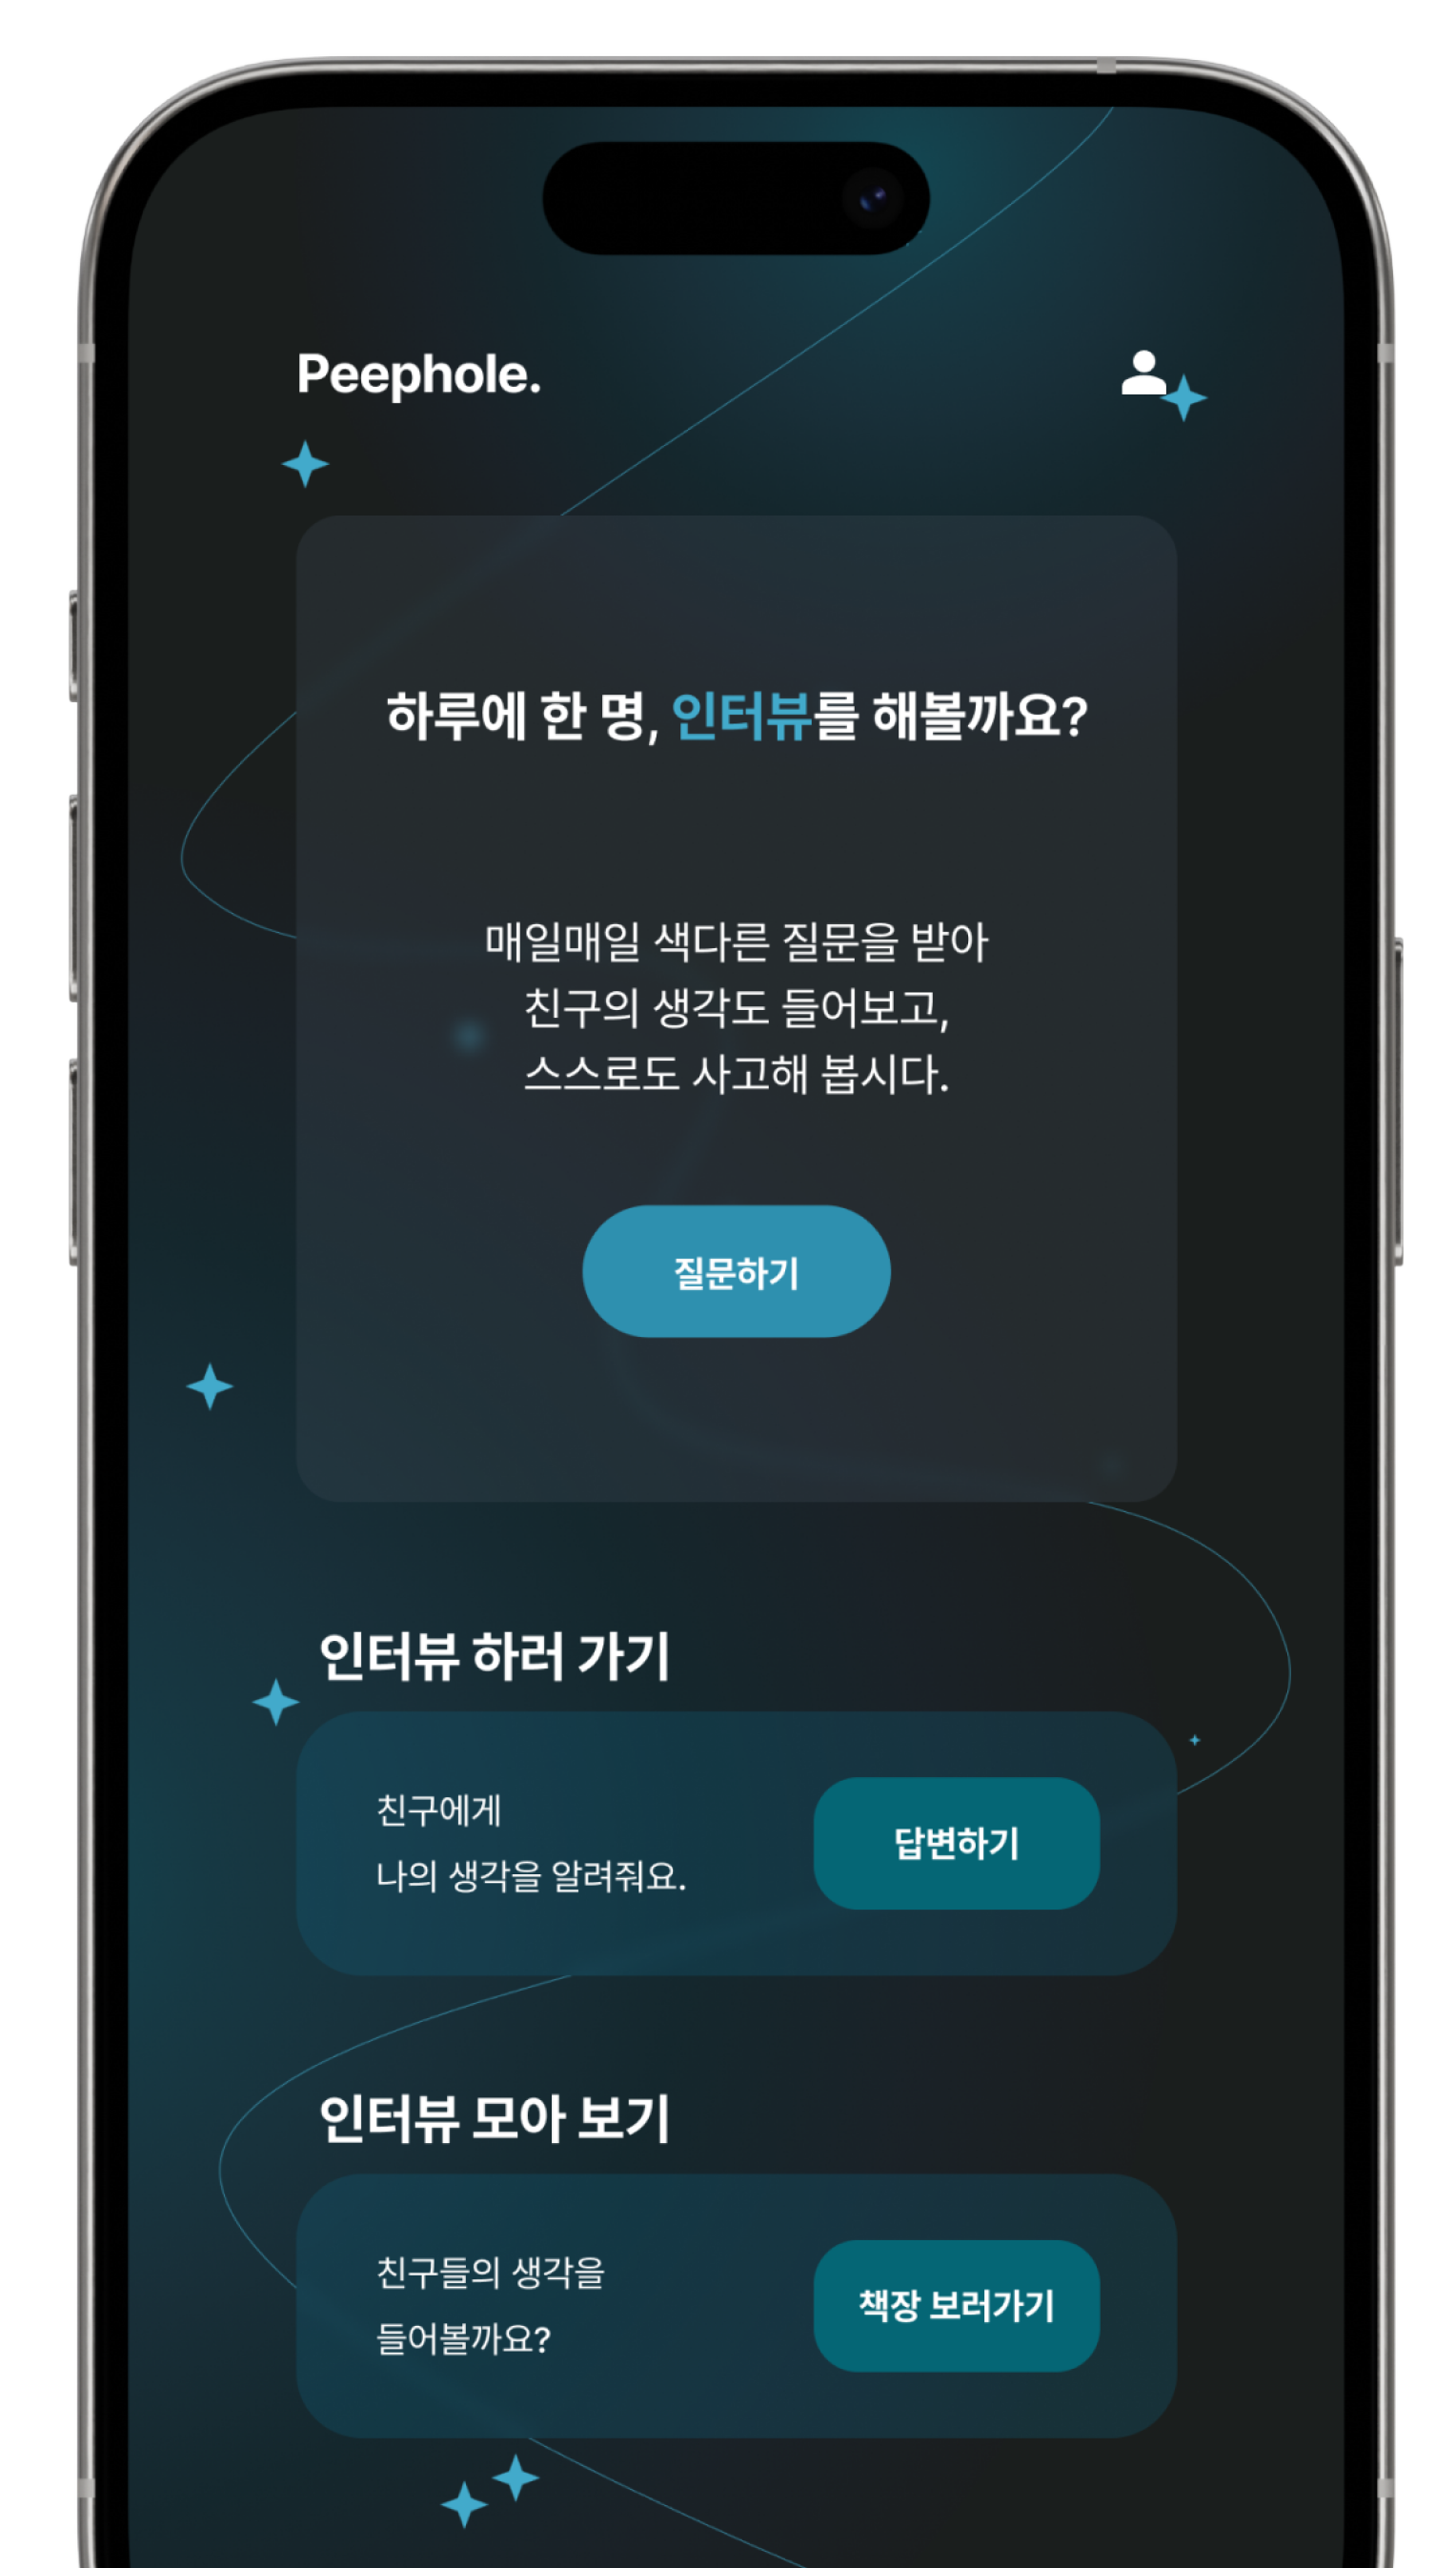 Peephole.
하루에 한 명, 인터뷰를 해볼까요?
매일매일 색다른 질문을 받아
친구의 생각도 들어보고,
스스로도 사고해 봅시다.
질문하기
인터뷰 하러 가기
친구에게
나의 생각을 알려줘요.
답변하기
인터뷰 모아 보기
친구들의 생각을
들어볼까요?
책장 보러가기